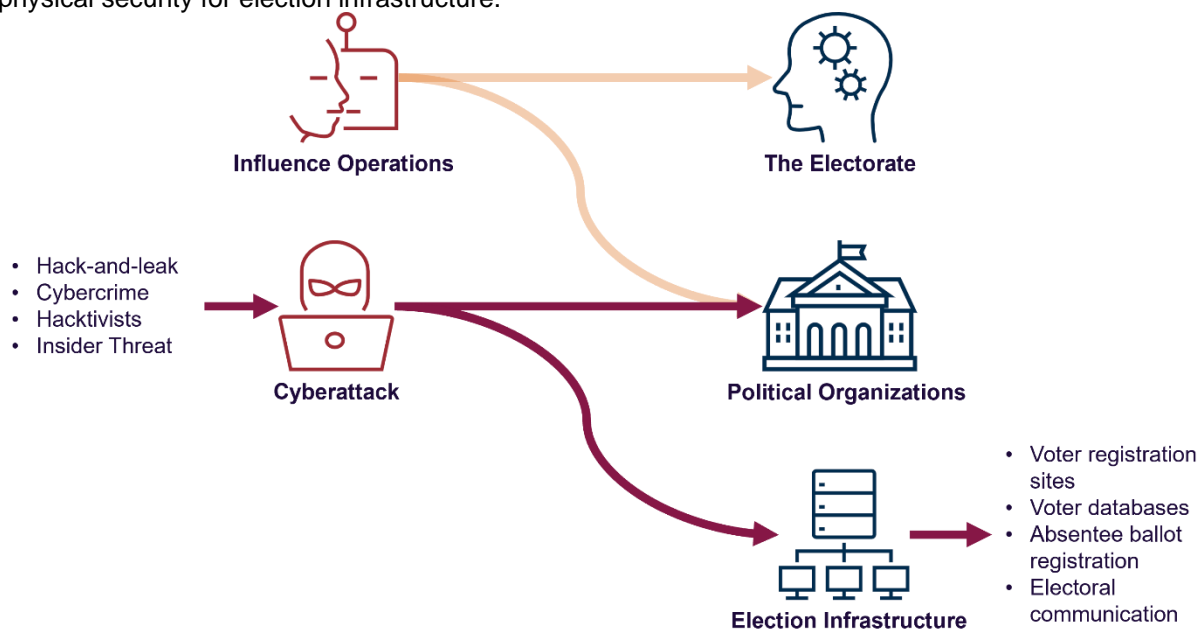 physical security for election infrastructure.
Influence Operations
The Electorate
• Hack-and-leak
• Cybercrime
• Hacktivists
• Insider Threat
Cyberattack
Political Organizations
• Voter registration
sites
• Voter databases
• Absentee ballot
registration
• Electoral
communication
Election Infrastructure